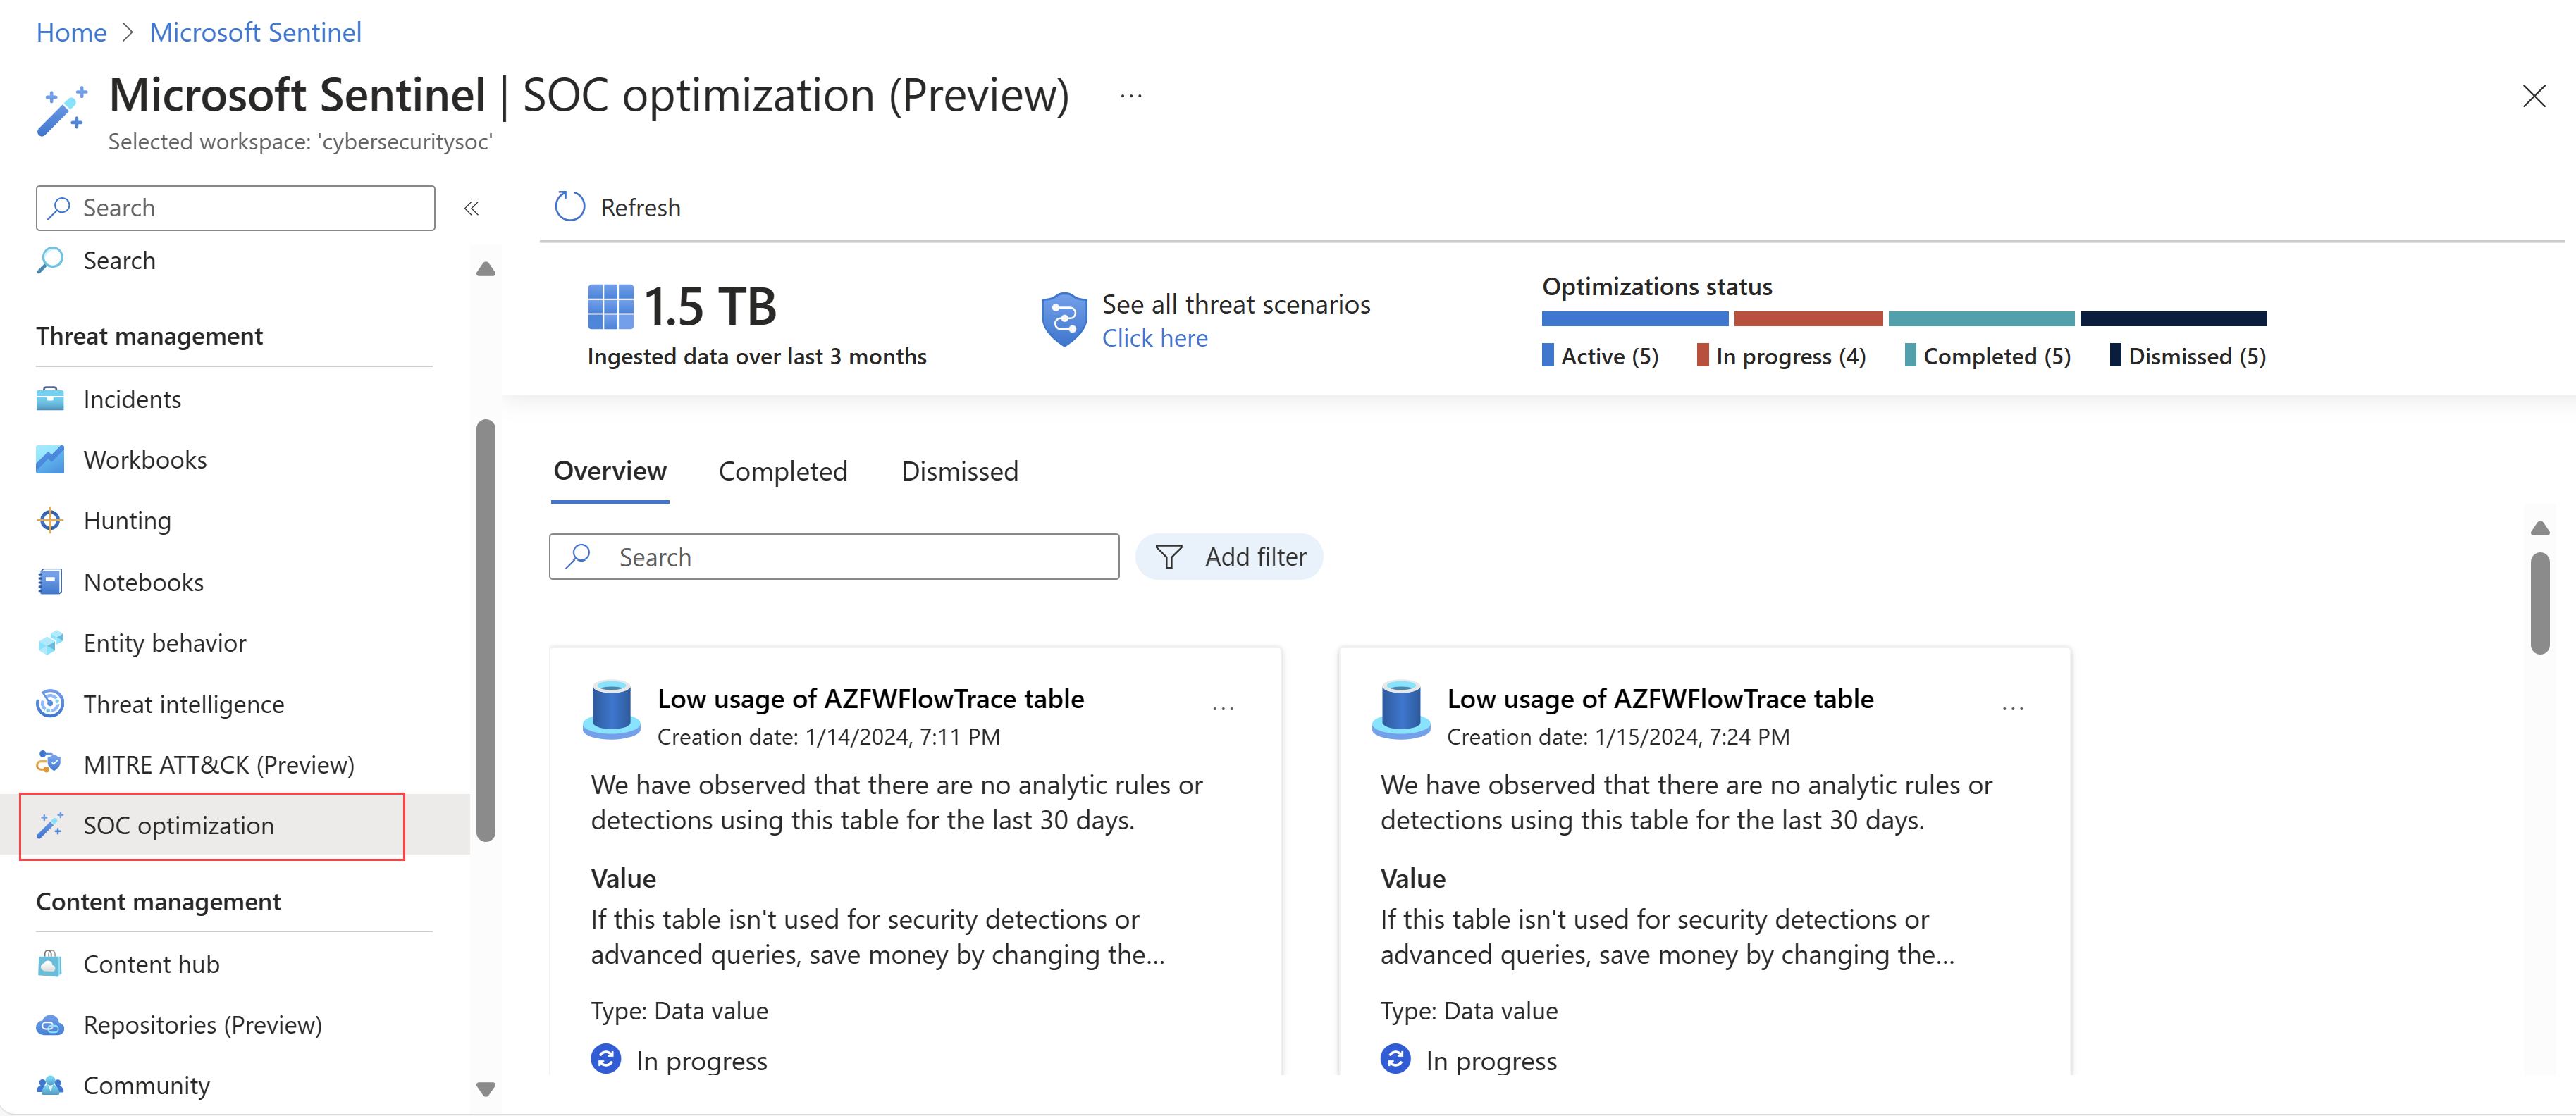 Home > Microsoft Sentinel
Microsoft Sentinel | SOC optimization (Preview) ...
Selected workspace: 'cybersecuritysoc'
Search
Search
Threat management
Incidents
Workbooks
Hunting
Notebooks
Entity behavior
Threat intelligence
MITRE ATT&CK (Preview)
SOC optimization
Content management
Content hub
Repositories (Preview)
Community
Refresh
1.5 TB
Ingested data over last 3 months
See all threat scenarios
Click here
Optimizations status
Active (5) In progress (4) Completed (5) Dismissed (5)
Overview Completed Dismissed
Search Add filter
Low usage of AZFWFlowTrace table ...
Creation date: 1/14/2024, 7:11 PM
We have observed that there are no analytic rules or
detections using this table for the last 30 days.
Value
If this table isn't used for security detections or
advanced queries, save money by changing the...
Type: Data value
In progress
Low usage of AZFWFlowTrace table ...
Creation date: 1/15/2024, 7:24 PM
We have observed that there are no analytic rules or
detections using this table for the last 30 days.
Value
If this table isn't used for security detections or
advanced queries, save money by changing the...
Type: Data value
In progress